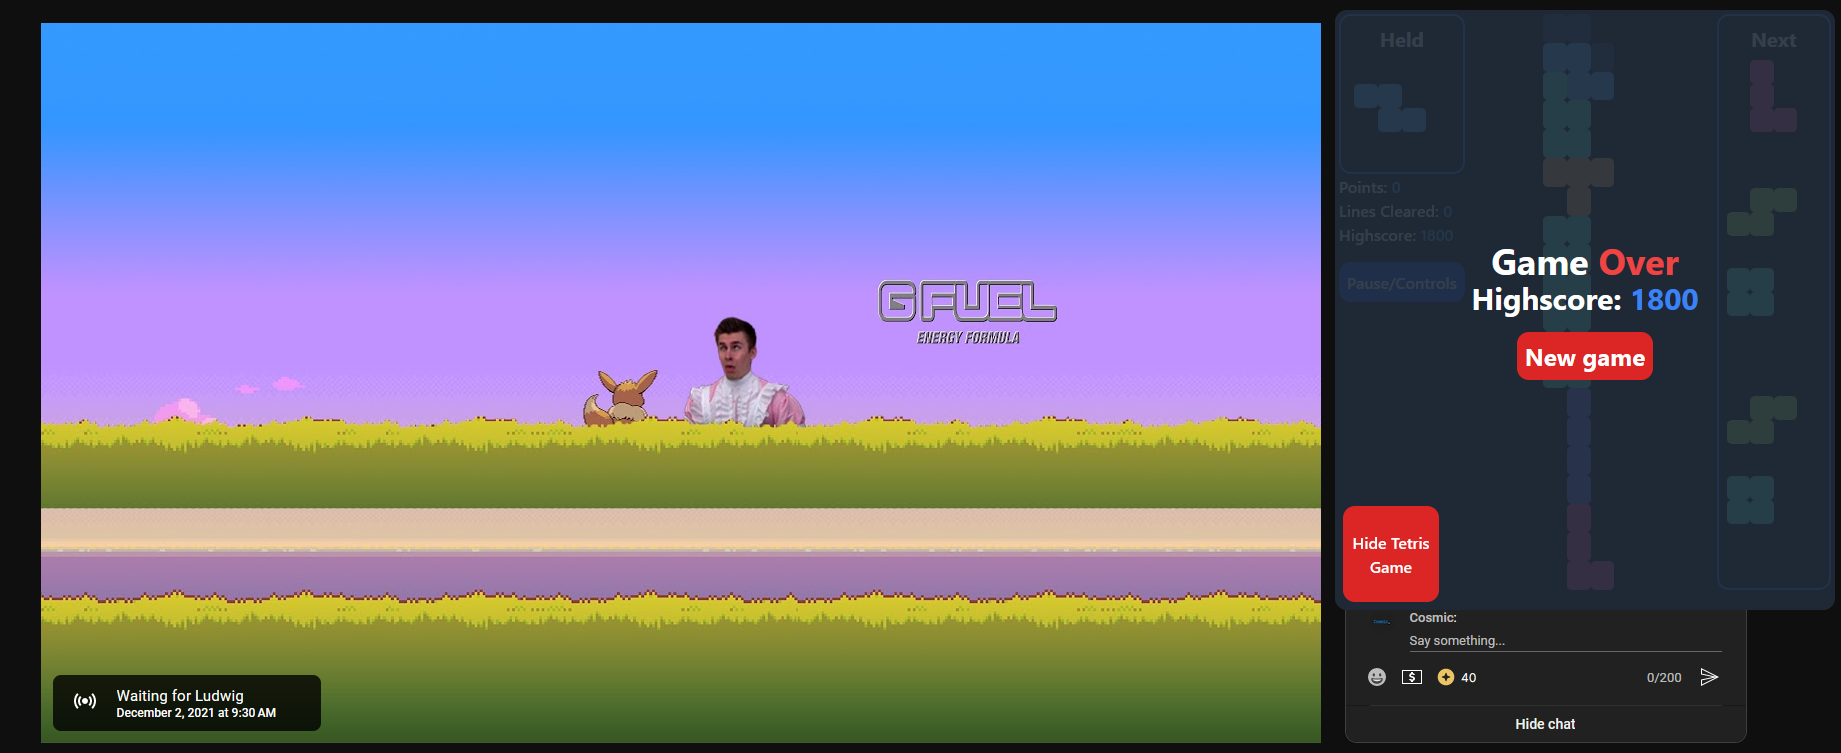 GFUEL
ENERGY FORMULA
Waiting for Ludwig
December 2, 2021 at 9:30 AM
Held
Next
Points: 0
Lines Cleared: 0
Highscore: 1800
Pause/Controls
Game Over
Highscore: 1800
New game
Hide Tetris
Game
Cosmic:
Say something...
$
40
0/200
Hide chat